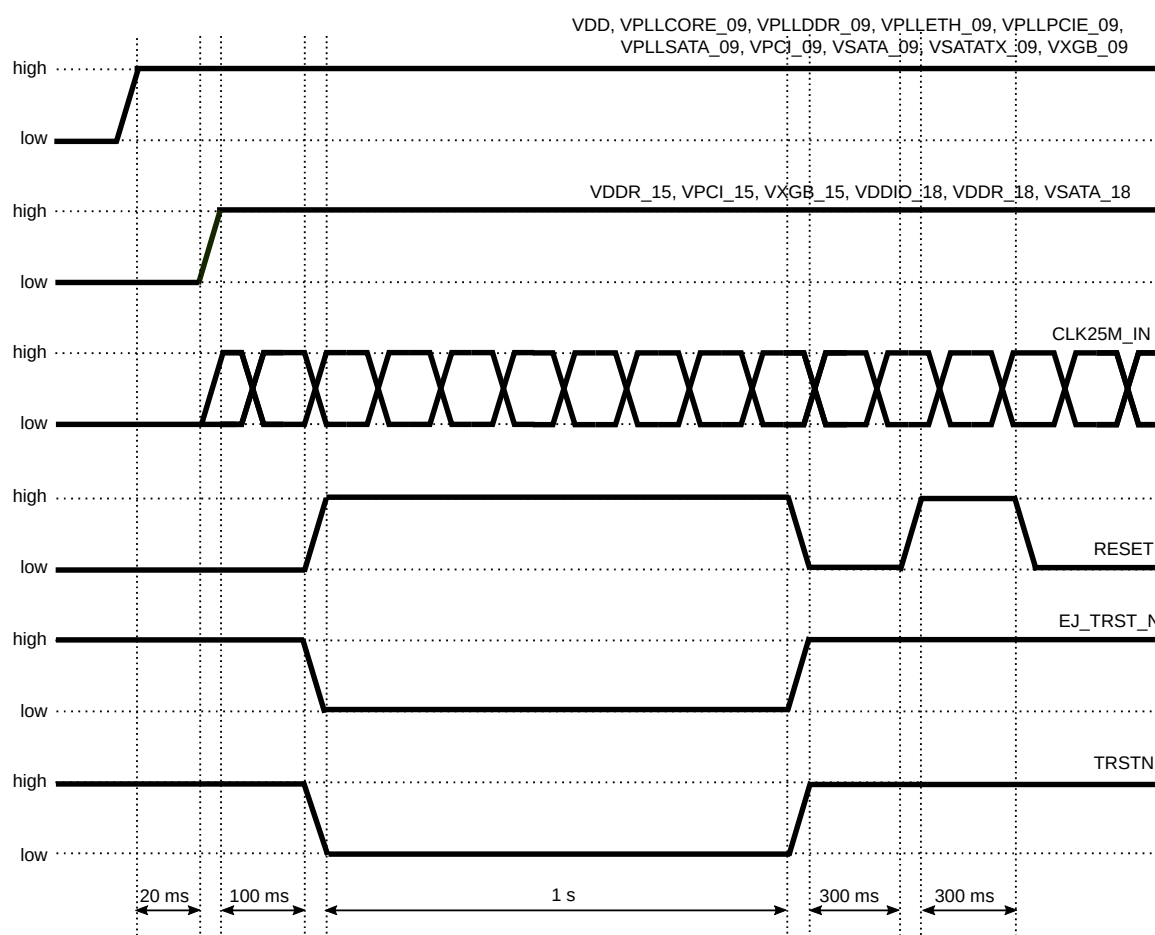 VDD, VPLLCORE_09, VPLLDDR_09, VPLLETH_09, VPLLPCIE_09,
VPLLSATA_09, VPCI_09, VSATA_09, VSATATX_09, VXGB_09
high
low
VDDR_15, VPCI_15, VXGB_15, VDDIO_18, VDDR_18, VSATA_18
high
low
CLK25M_IN
high
low
high
RESET
low
EJ_TRST_N
high
low
TRSTN
high
low
20 ms 100 ms 1 s 300 ms 300 ms